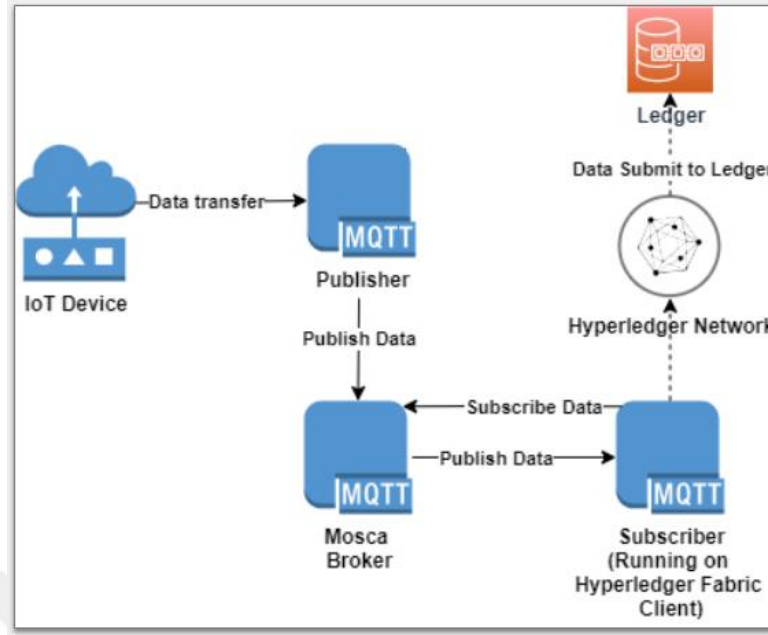 Ledger
Data Submit to Ledger
Data transfer
MQTT
Publisher
IoT Device
Hyperledger Network
Publish Data
Subscribe Data
Publish Data
MQTT
MQTT
Mosca
Broker
Subscriber
(Running on
Hyperledger Fabric
Client)